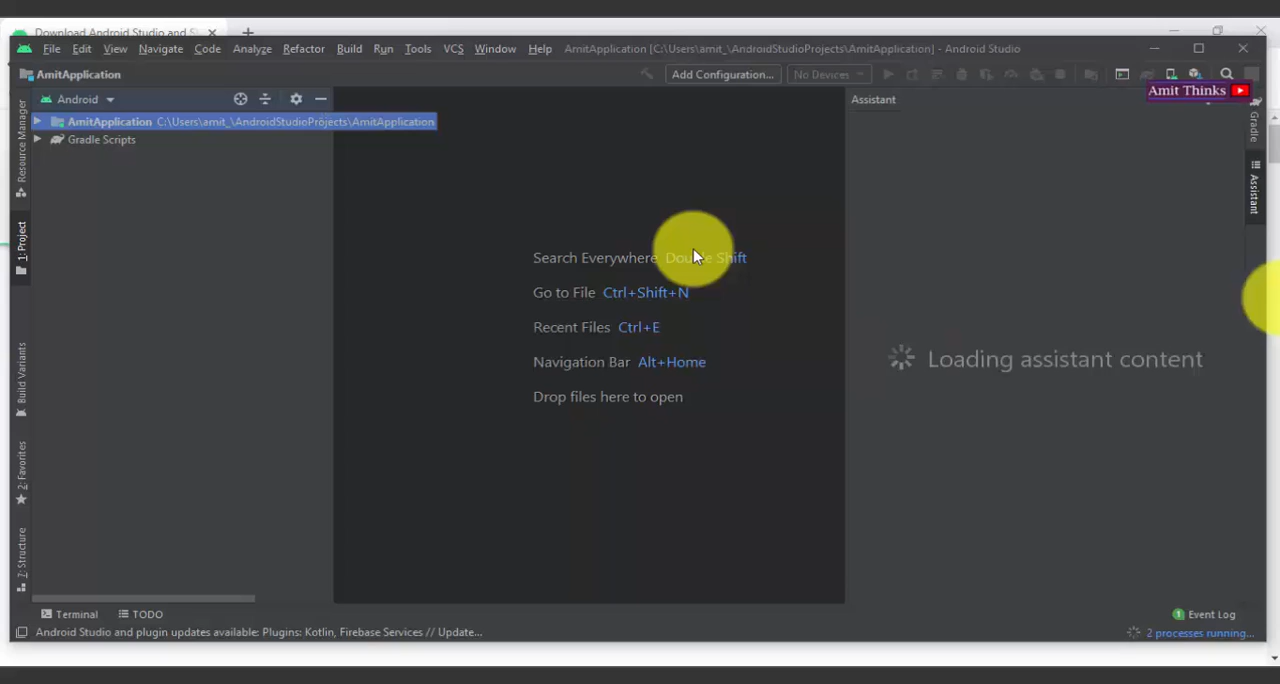 Download Android Studio and S
File Edit View Navigate Code Analyze Refactor Build Run Tools VCS Window Help AmitApplication [C:\Users\amit_\AndroidStudioProjects\AmitApplication] - Android Studio
AmitApplication Add Configuration... No Devices
Amit Thinks
Android
Assistant
AmitApplication C:\Users\amit_\AndroidStudioProjects\AmitApplication
Gradle Scripts
Resource Manager
1: Project
Build Variants
2: Favorites
7: Structure
Gradle
Assistant
Search Everywhere Double Shift
Go to File Ctrl+Shift+N
Recent Files Ctrl+E
Navigation Bar Alt+Home
Drop files here to open
Loading assistant content
Terminal TODO
1 Event Log
Android Studio and plugin updates available: Plugins: Kotlin, Firebase Services // Update...
2 processes running...